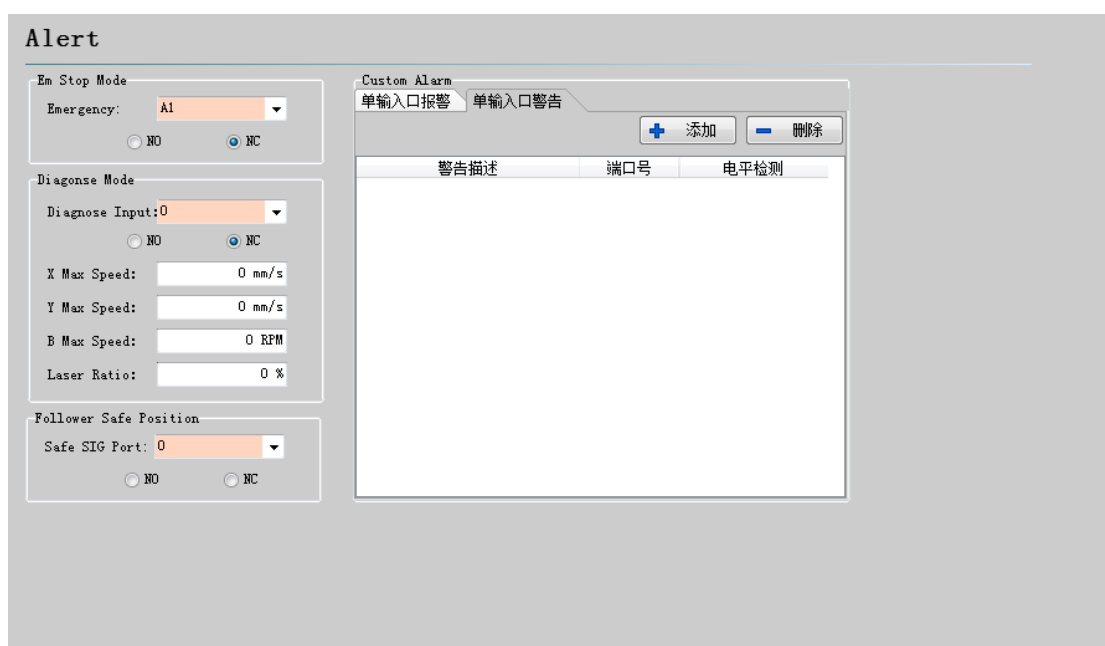 Alert
Em Stop Mode
Emergency: A1
NO NC
Diagonse Mode
Diagnose Input:0
NO NC
X Max Speed: 0 mm/s
Y Max Speed: 0 mm/s
B Max Speed: 0 RPM
Laser Ratio: 0 %
Follower Safe Position
Safe SIG Port: 0
NO NC
Custom Alarm
单输入口报警 单输入口警告
添加 删除
警告描述 端口号 电平检测